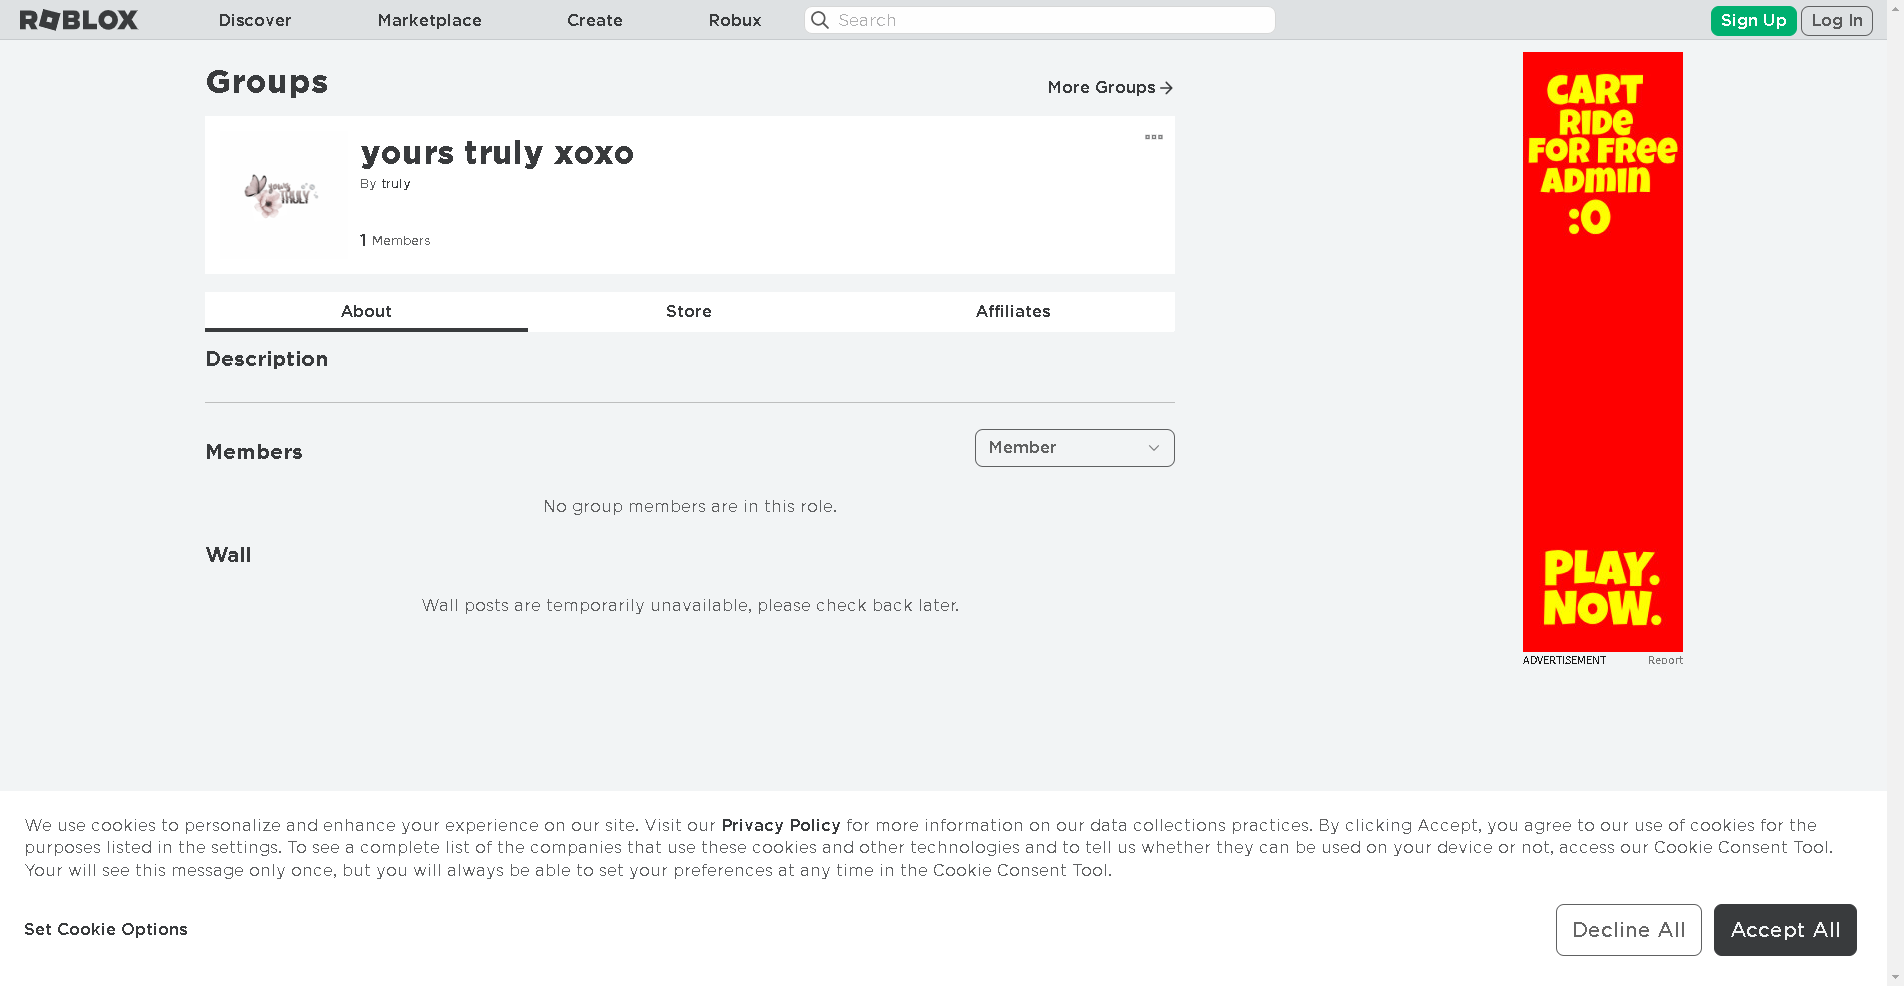 ROBLOX
Discover
Marketplace
Create
Robux
Search
Sign Up
Log In
Groups
More Groups
yours truly xoxo
By truly
yours
TRULY
1 Members
About
Store
Affiliates
Description
Members
Member
No group members are in this role.
Wall
Wall posts are temporarily unavailable, please check back later.
CART
RIDE
FOR FRee
ADMIN
:O
PLAY.
NOW.
ADVERTISEMENT
Report
We use cookies to personalize and enhance your experience on our site. Visit our Privacy Policy for more information on our data collections practices. By clicking Accept, you agree to our use of cookies for the
purposes listed in the settings. To see a complete list of the companies that use these cookies and other technologies and to tell us whether they can be used on your device or not, access our Cookie Consent Tool.
Your will see this message only once, but you will always be able to set your preferences at any time in the Cookie Consent Tool.
Set Cookie Options
Decline All
Accept All